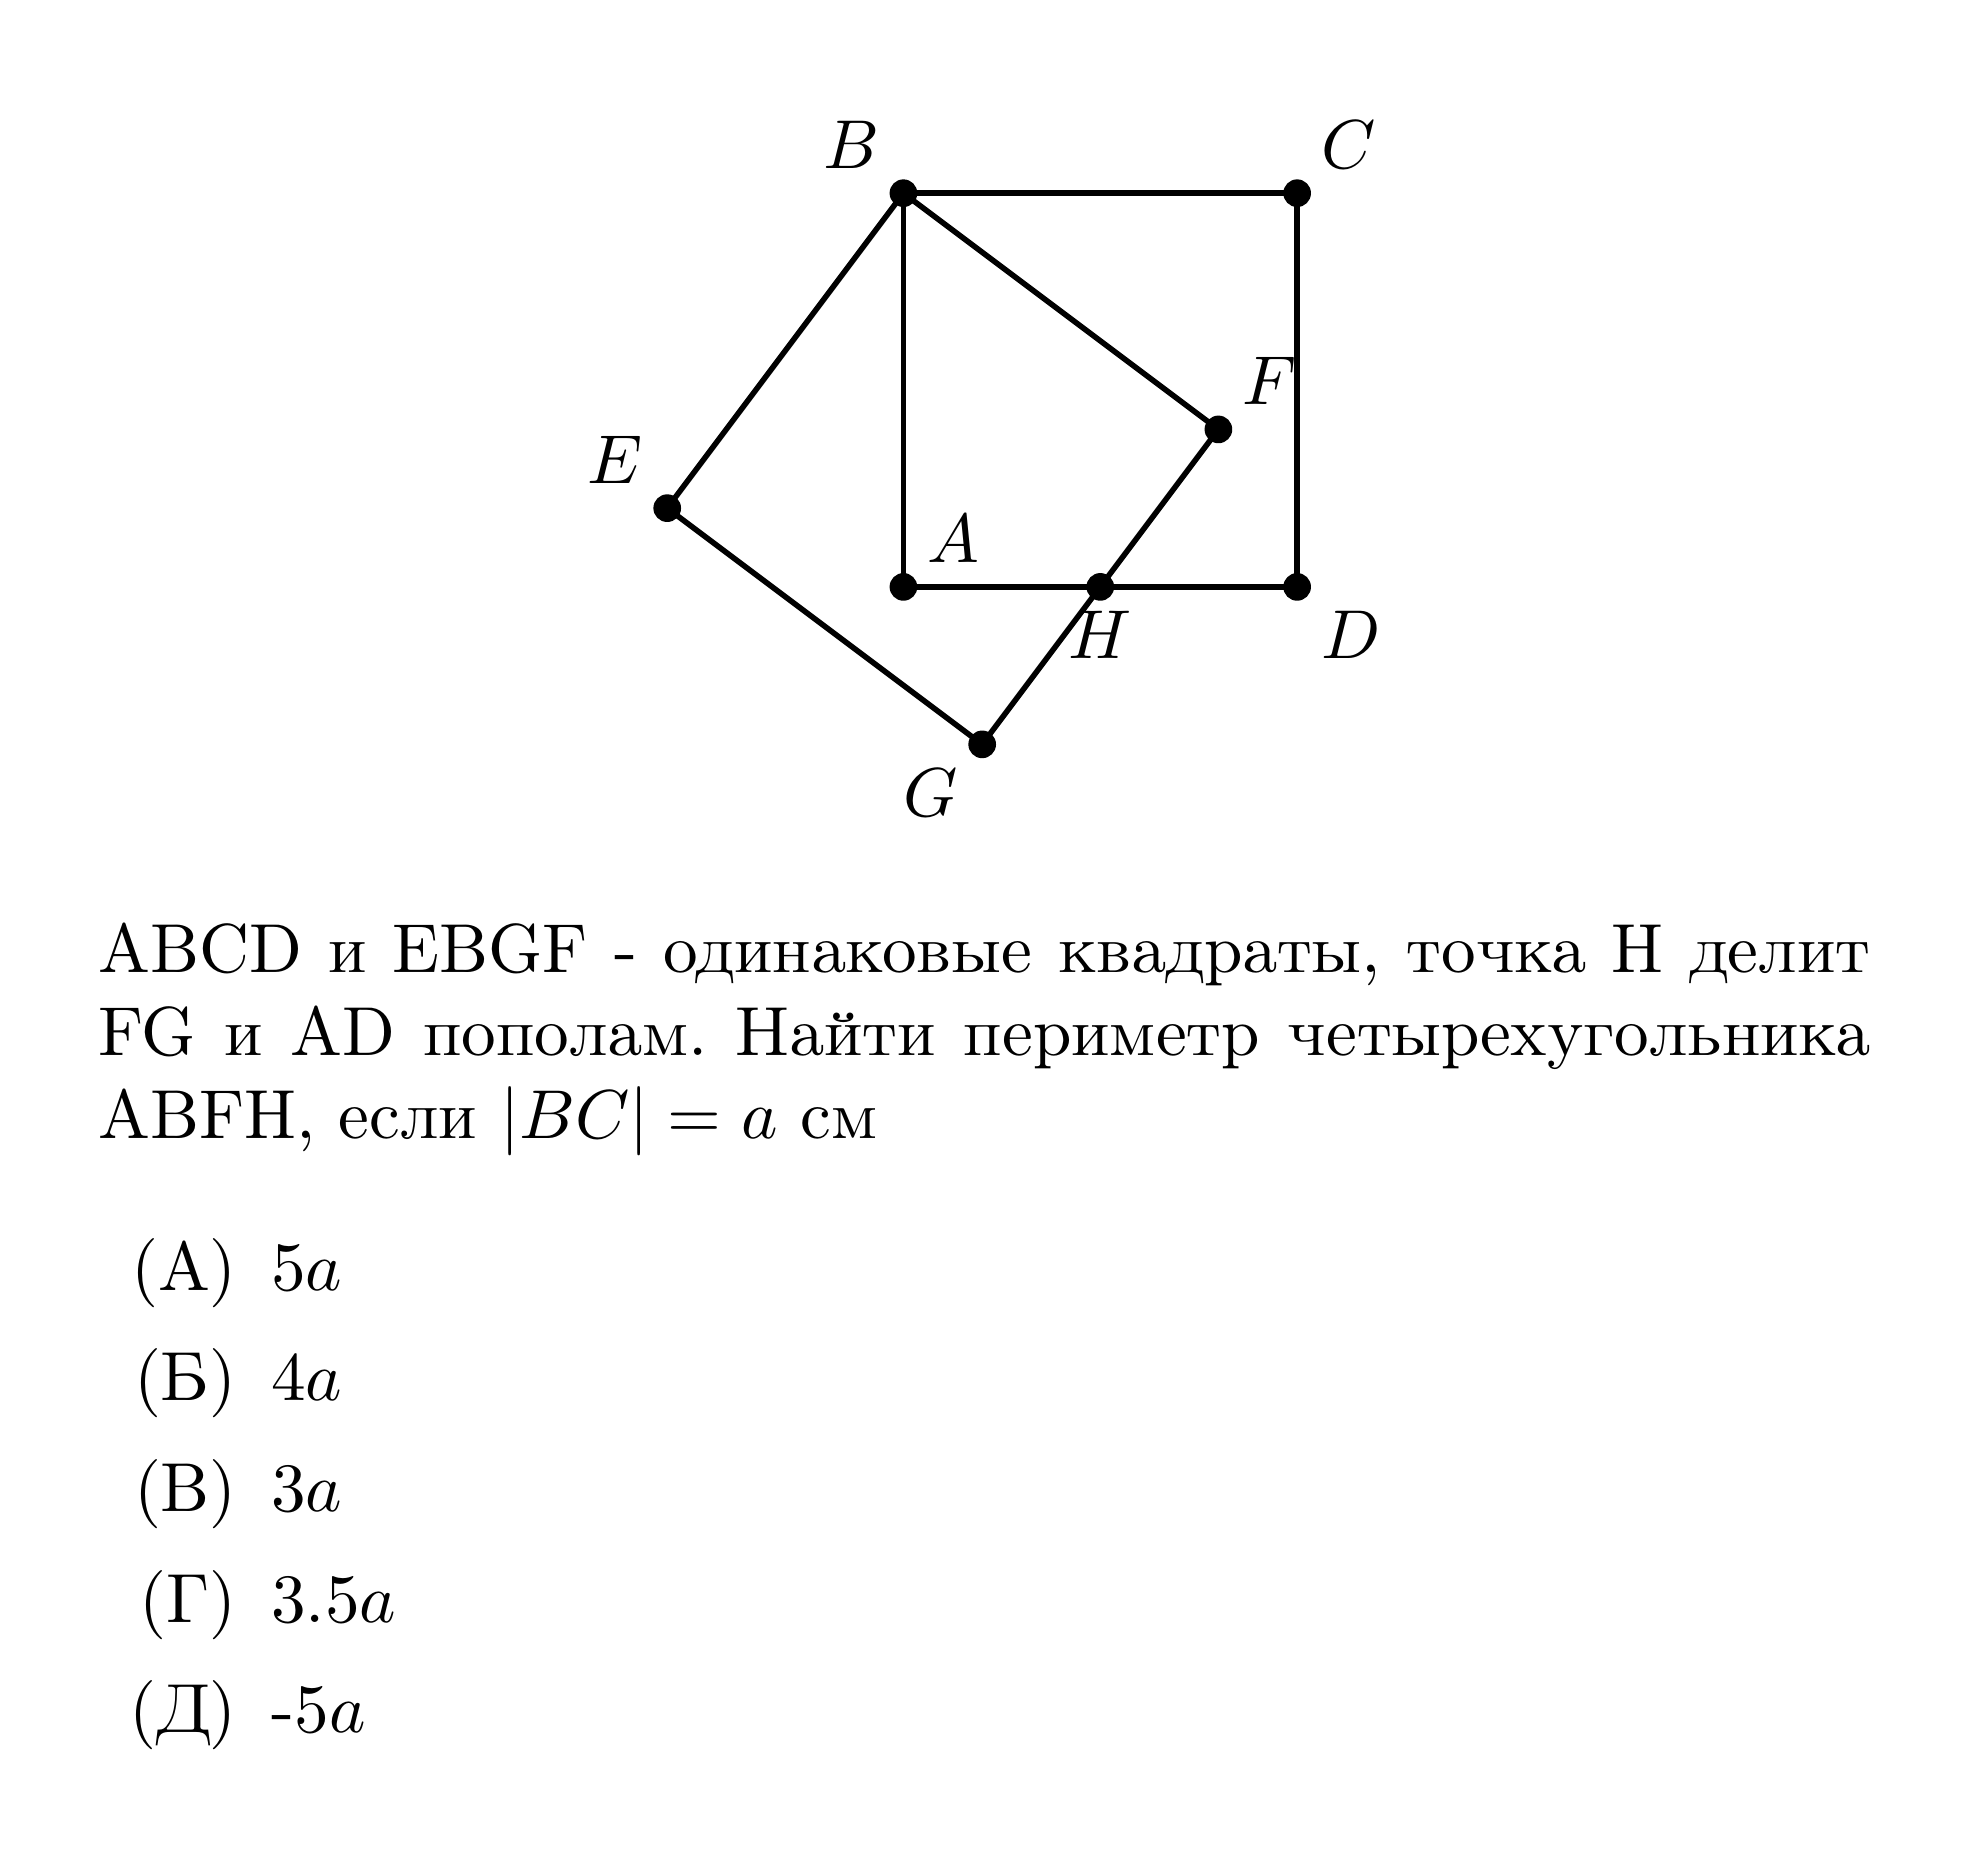 B
C
F
E
A
H
D
G
ABCD и EBGF - одинаковые квадраты, точка H делит
FG и AD пополам. Найти периметр четырехугольника
ABFH, если |BC| = a см
(А) 5a
(Б) 4a
(В) 3a
(Г) 3.5a
(Д) -5a